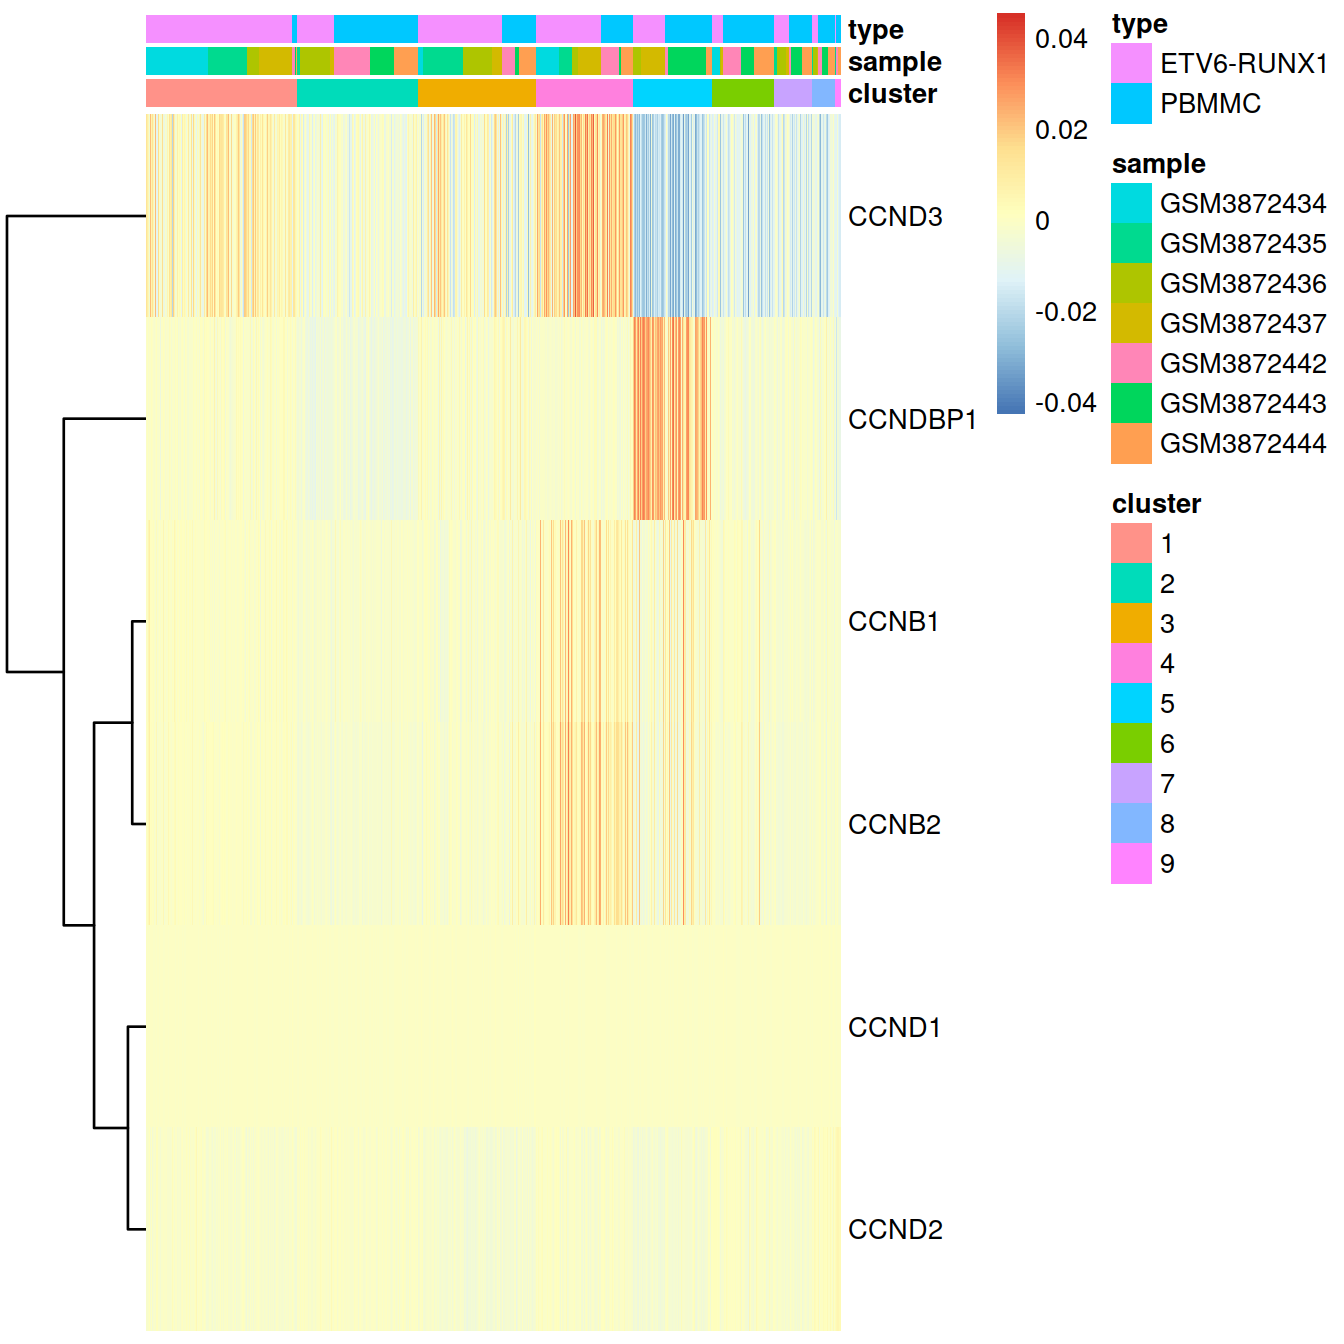 type
sample
cluster
CCND3
CCNDBP1
CCNB1
CCNB2
CCND1
CCND2
0.04
0.02
0
-0.02
-0.04
type
ETV6-RUNX1
PBMMC
sample
GSM3872434
GSM3872435
GSM3872436
GSM3872437
GSM3872442
GSM3872443
GSM3872444
cluster
1
2
3
4
5
6
7
8
9